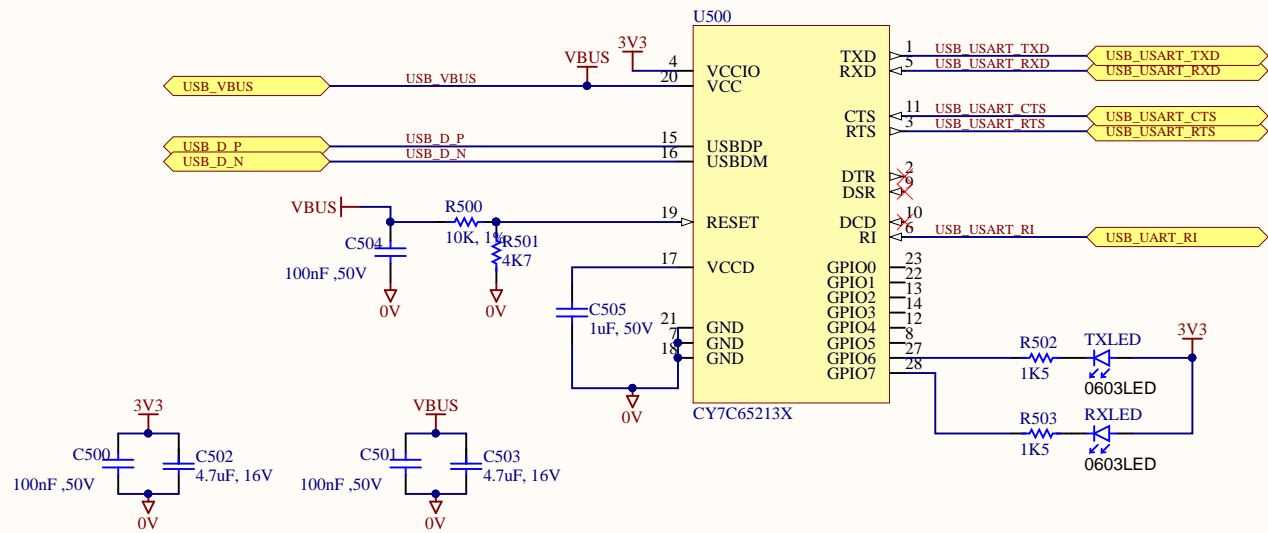 U500
3V3
VBUS
USB_VBUS
USB_VBUS
4
20
VCCIO
VCC
TXD
RXD
1
5
USB_USART_TXD
USB_USART_RXD
USB_USART_TXD
USB_USART_RXD
CTS
RTS
11
3
USB_USART_CTS
USB_USART_RTS
USB_USART_CTS
USB_USART_RTS
USB_D_P
USB_D_N
USB_D_P
USB_D_N
15
16
USBDP
USBDM
DTR
DSR
2
9
VBUS
R500
10K, 1%
R501
4K7
19
RESET
DCD
RI
10
6
USB_USART_RI
USB_UART_RI
C504
100nF ,50V
0V
0V
17
VCCD
GPIO0
23
GPIO1
22
GPIO2
13
GPIO3
14
GPIO4
12
GPIO5
8
GPIO6
27
GPIO7
28
C505
1uF, 50V
21
7
18
GND
GND
GND
0V
CY7C65213X
R502
1K5
TXLED
0603LED
3V3
R503
1K5
RXLED
0603LED
3V3
C500
100nF ,50V
C502
4.7uF, 16V
0V
VBUS
C501
100nF ,50V
C503
4.7uF, 16V
0V